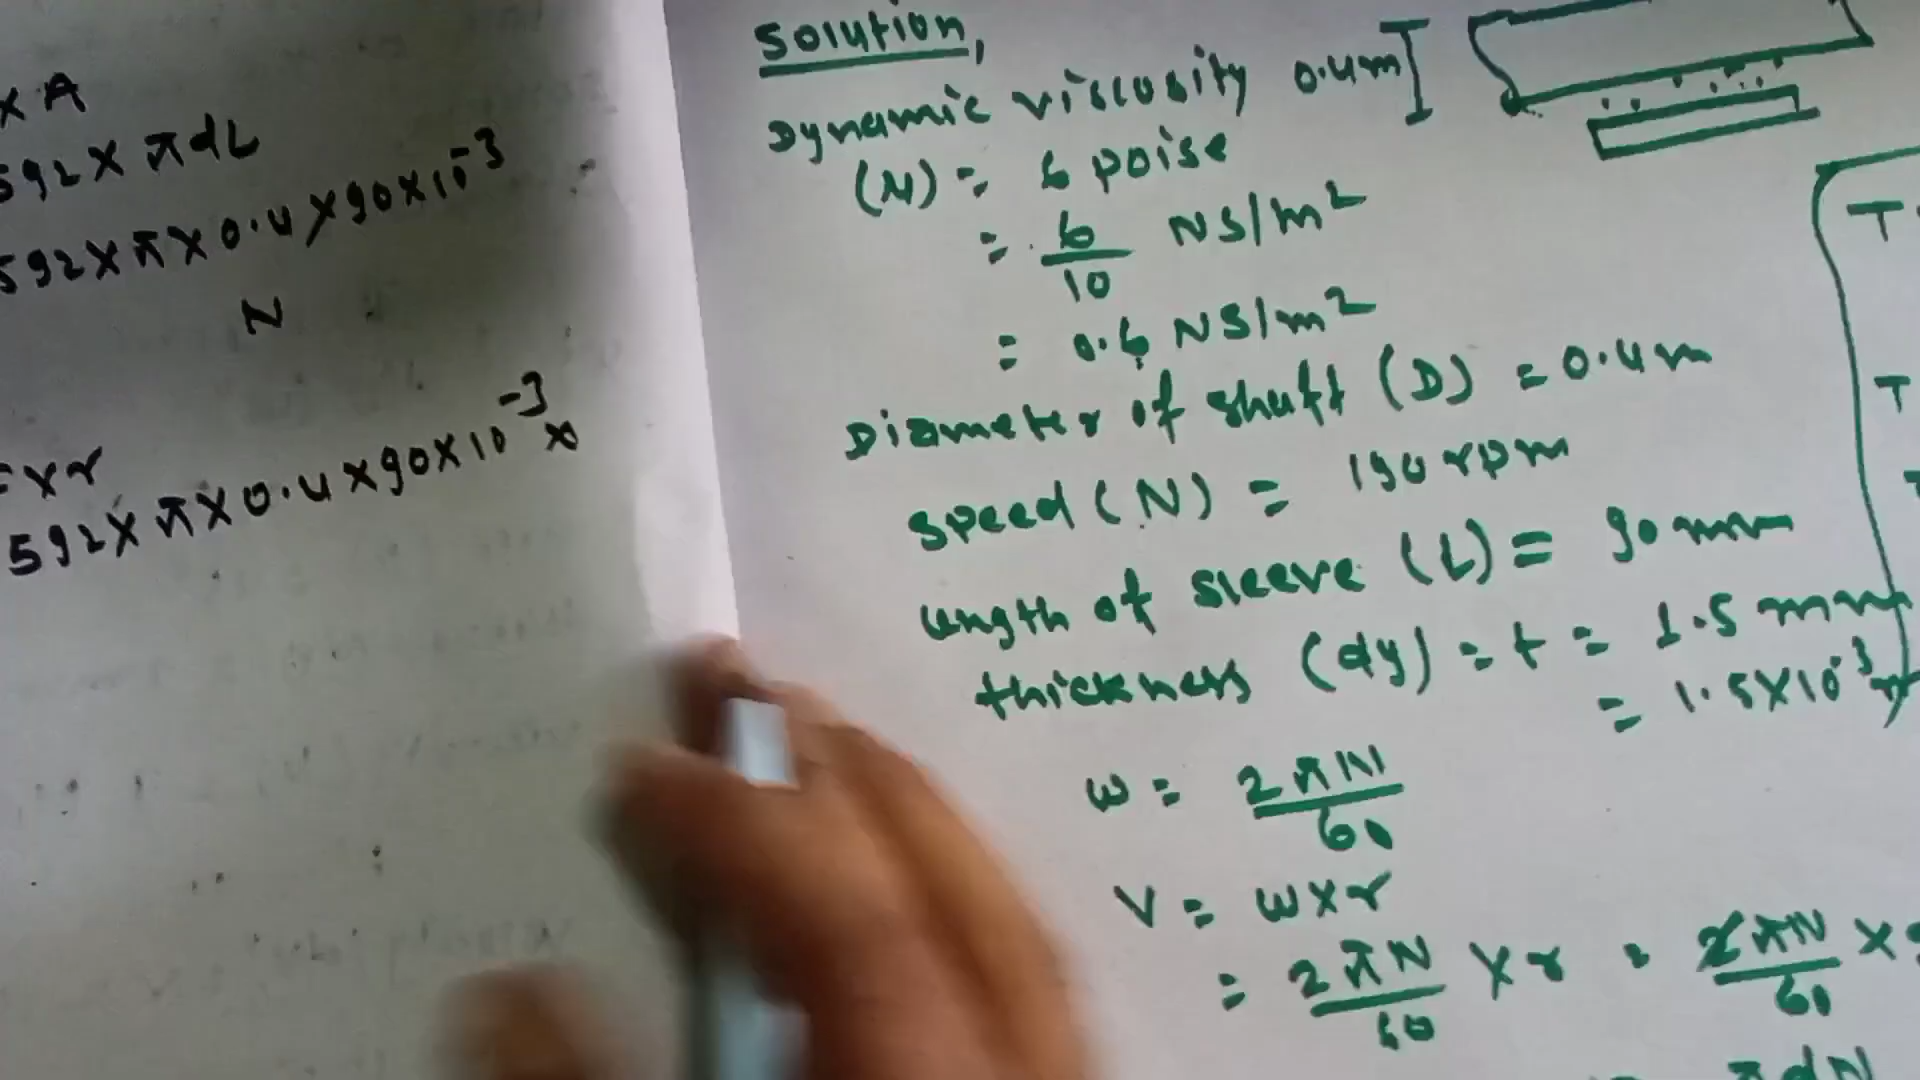 × A
592 × πdL
592 × π × 0.4 × 90 × 10⁻³
N
× r
592 × π × 0.4 × 90 × 10⁻³ ×
Solution,
Dynamic viscosity 0.4m
(μ) = 6 poise
= 6/10 NS/m²
= 0.6 NS/m²
Diameter of shaft (D) = 0.4m
speed (N) = 190 rpm
length of sleeve (L) = 90 mm
thickness (dy) = t = 1.5 mm
= 1.5 × 10⁻³ m
ω = 2πN/60
V = ω × r
= 2πN/60 × r = 2πN/60 ×
πdN
T
T